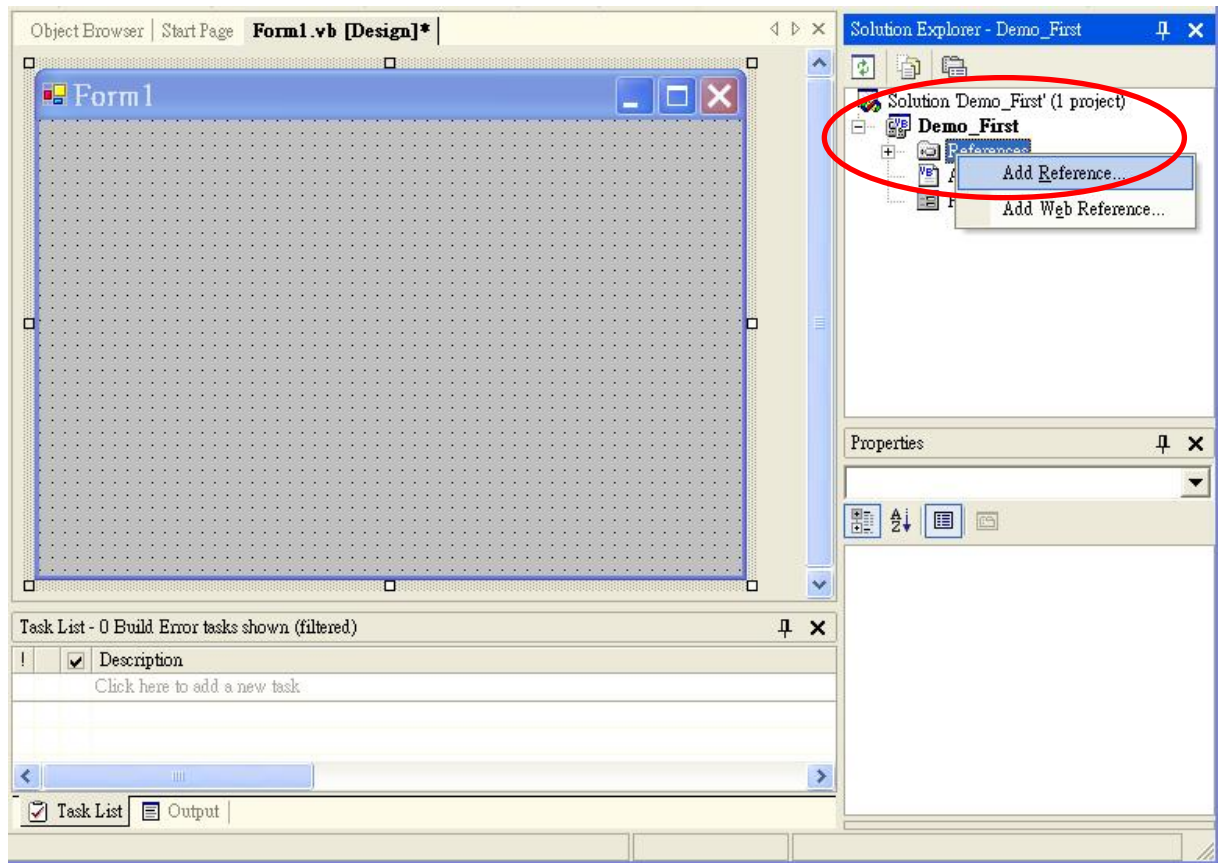 Object Browser | Start Page Form1.vb [Design]*
Form1
Solution Explorer - Demo_First
Solution 'Demo_First' (1 project)
Demo_First
References
Add Reference...
Add Web Reference...
Properties
Task List - 0 Build Error tasks shown (filtered)
! Description
Click here to add a new task
Task List Output